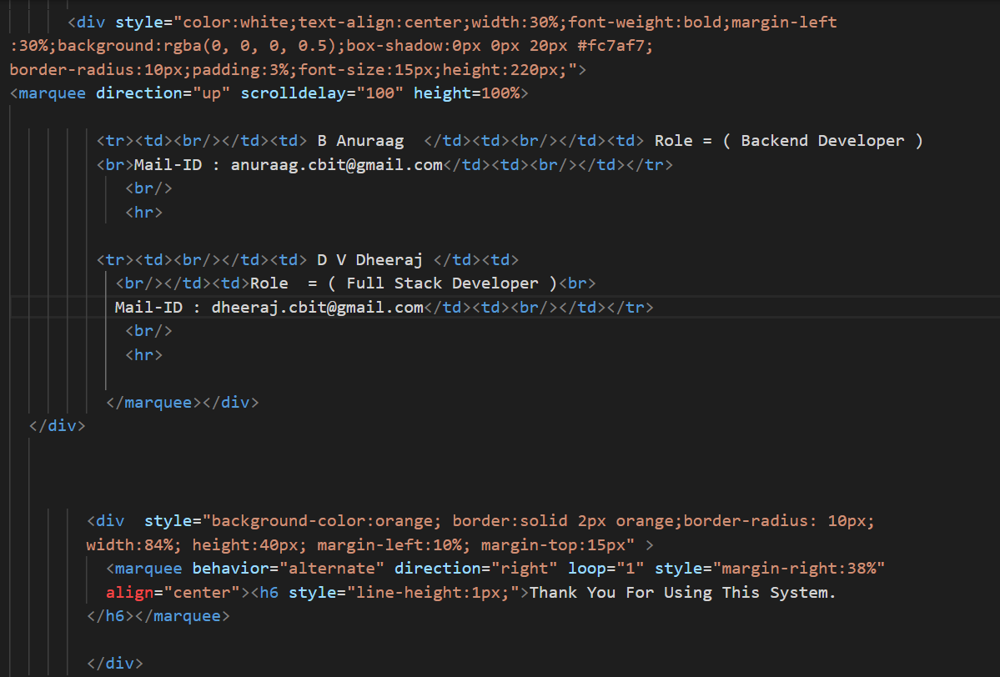 <div style="color:white;text-align:center;width:30%;font-weight:bold;margin-left
:30%;background:rgba(0, 0, 0, 0.5);box-shadow:0px 0px 20px #fc7af7;
border-radius:10px;padding:3%;font-size:15px;height:220px;">
<marquee direction="up" scrolldelay="100" height=100%>
<tr><td><br/></td><td> B Anuraag  </td><td><br/></td><td> Role = ( Backend Developer )
<br>Mail-ID : anuraag.cbit@gmail.com</td><td><br/></td></tr>
<br/>
<hr>
<tr><td><br/></td><td> D V Dheeraj </td><td>
<br/></td><td>Role  = ( Full Stack Developer )<br>
Mail-ID : dheeraj.cbit@gmail.com</td><td><br/></td></tr>
<br/>
<hr>
</marquee></div>
</div>
<div  style="background-color:orange; border:solid 2px orange;border-radius: 10px;
width:84%; height:40px; margin-left:10%; margin-top:15px" >
<marquee behavior="alternate" direction="right" loop="1" style="margin-right:38%"
align="center"><h6 style="line-height:1px;">Thank You For Using This System.
</h6></marquee>
</div>